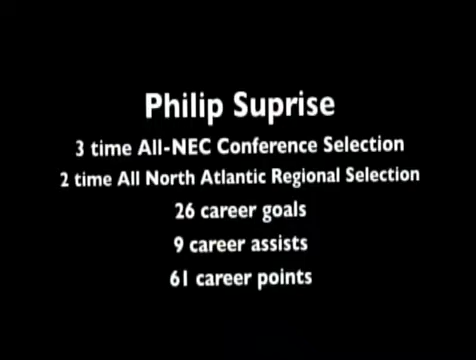 Philip Suprise
3 time All-NEC Conference Selection
2 time All North Atlantic Regional Selection
26 career goals
9 career assists
61 career points